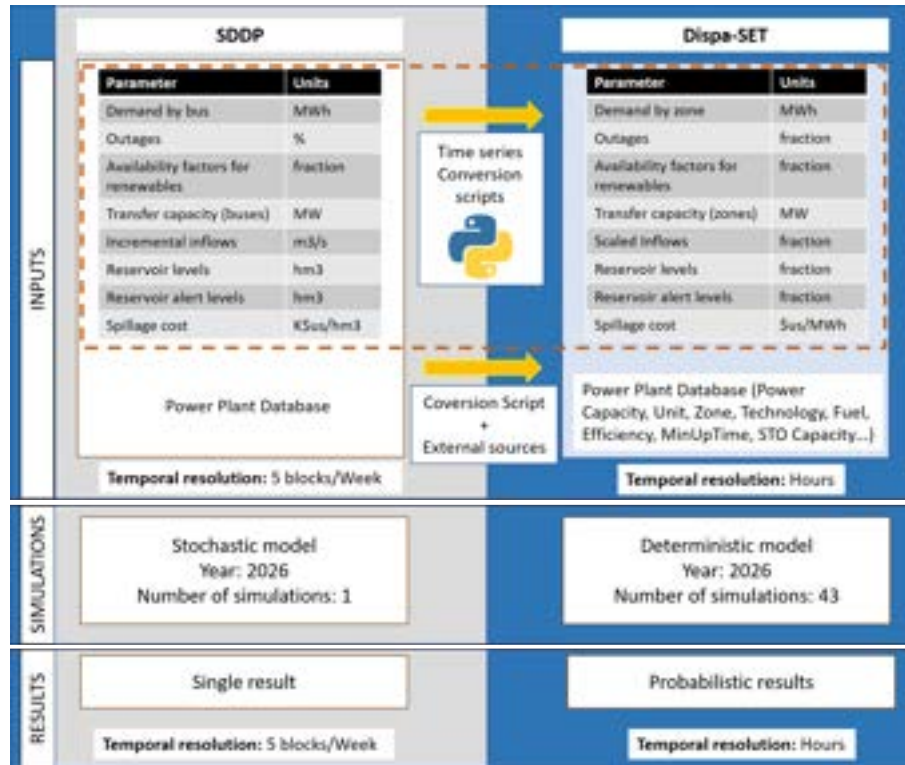 SDDP
Dispa-SET
INPUTS
Parameter Units
Demand by bus MWh
Outages %
Availability factors for fraction
renewables
Transfer capacity (buses) MW
Incremental inflows m3/s
Reservoir levels hm3
Reservoir alert levels hm3
Spillage cost K$us/hm3
Time series
Conversion
scripts
Parameter Units
Demand by zone MWh
Outages fraction
Availability factors for fraction
renewables
Transfer capacity (zones) MW
Scaled Inflows fraction
Reservoir levels fraction
Reservoir alert levels fraction
Spillage cost $us/MWh
Power Plant Database
Coversion Script
+
External sources
Power Plant Database (Power
Capacity, Unit, Zone, Technology, Fuel,
Efficiency, MinUpTime, STO Capacity...)
Temporal resolution: 5 blocks/Week
Temporal resolution: Hours
SIMULATIONS
Stochastic model
Year: 2026
Number of simulations: 1
Deterministic model
Year: 2026
Number of simulations: 43
RESULTS
Single result
Probabilistic results
Temporal resolution: 5 blocks/Week
Temporal resolution: Hours